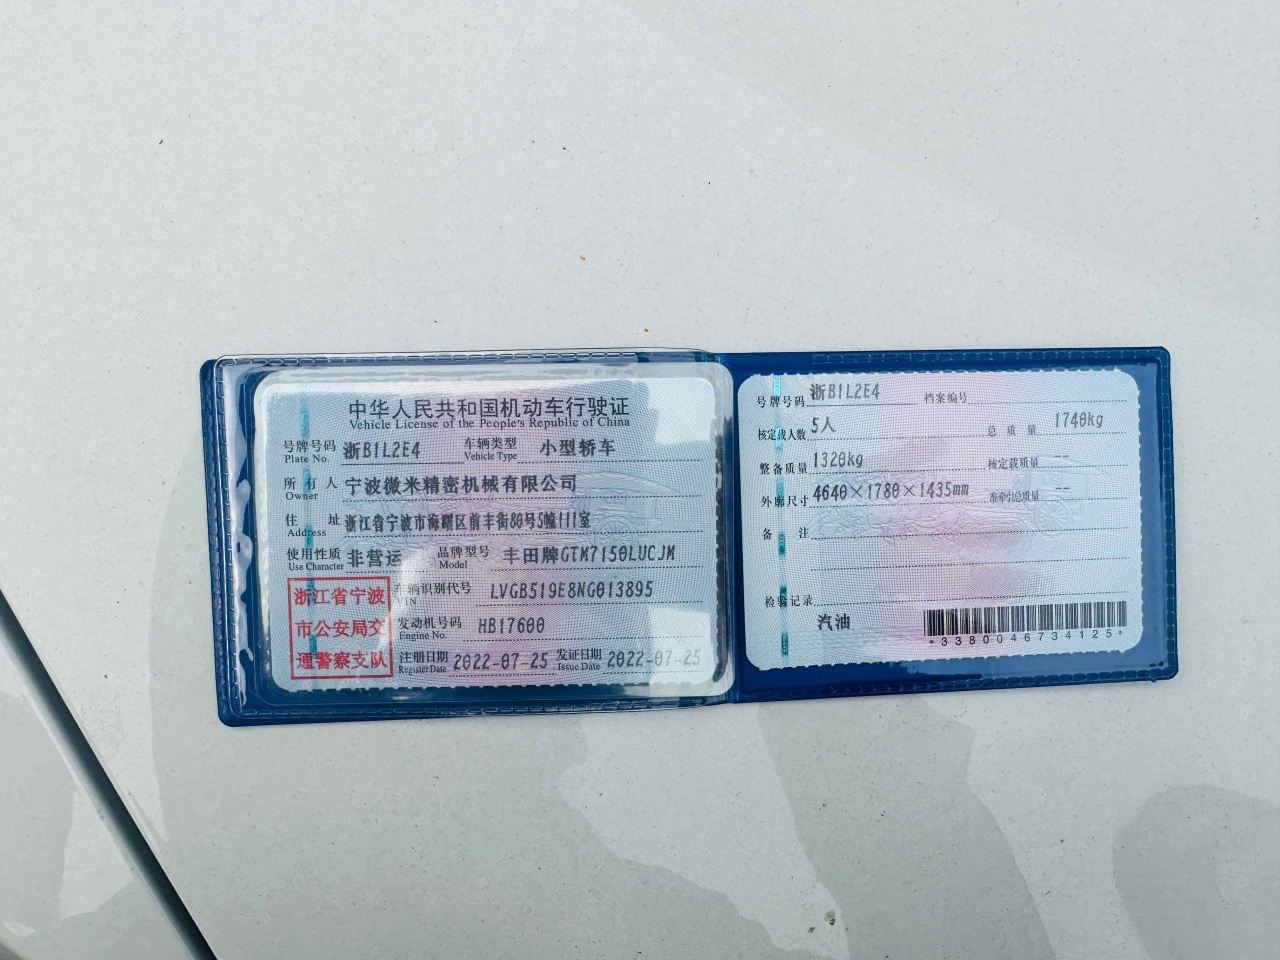 中华人民共和国机动车行驶证
Vehicle License of the People's Republic of China
号牌号码 Plate No. 浙B1L2E4 车辆类型 Vehicle Type 小型轿车
所有人 Owner 宁波微米精密机械有限公司
住址 Address 浙江省宁波市海曙区前丰街80号5幢111室
使用性质 Use Character 非营运 品牌型号 Model 丰田牌GTM7150LUCJM
浙江省宁波
市公安局交
通警察支队
车辆识别代号 VIN LVGB519E8NG013895
发动机号码 Engine No. HB17600
注册日期 Register Date 2022-07-25 发证日期 Issue Date 2022-07-25
号牌号码 浙B1L2E4 档案编号
核定载人数 5人 总质量 1740kg
整备质量 1320kg 核定载质量 --
外廓尺寸 4640×1780×1435mm 准牵引总质量 --
备注
检验记录
汽油
*3380046734125*